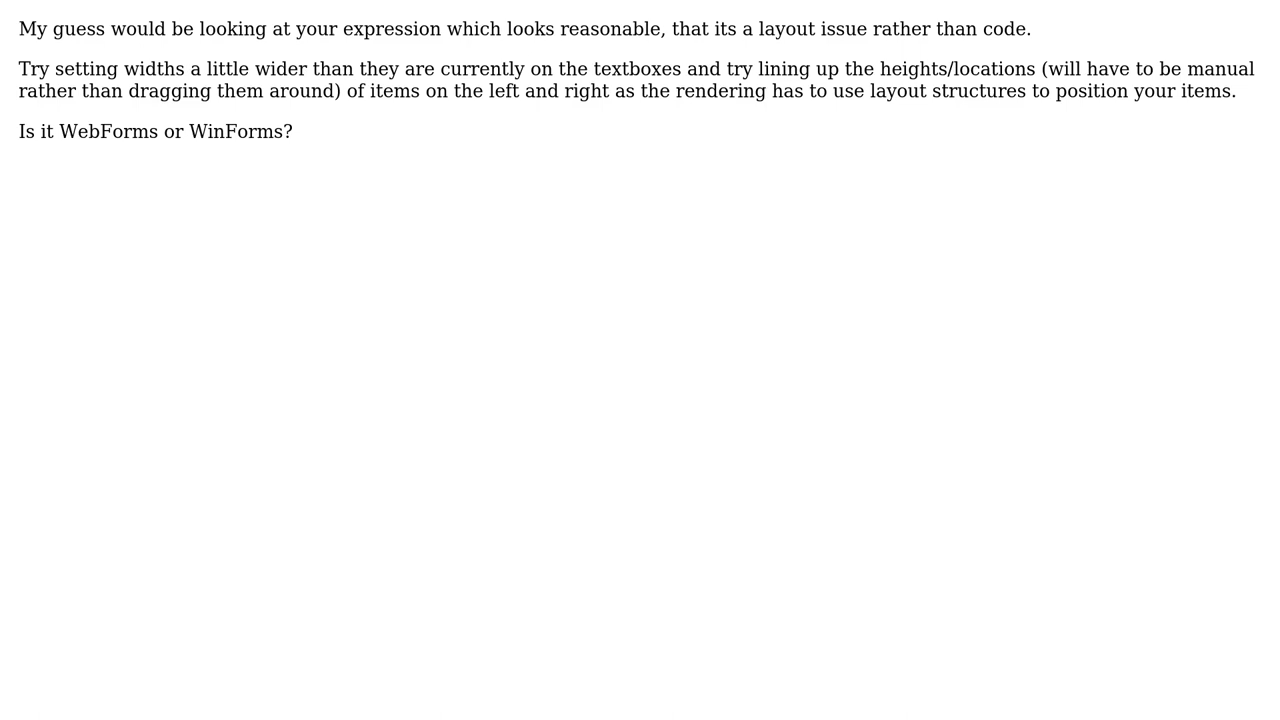 My guess would be looking at your expression which looks reasonable, that its a layout issue rather than code.
Try setting widths a little wider than they are currently on the textboxes and try lining up the heights/locations (will have to be manual
rather than dragging them around) of items on the left and right as the rendering has to use layout structures to position your items.
Is it WebForms or WinForms?